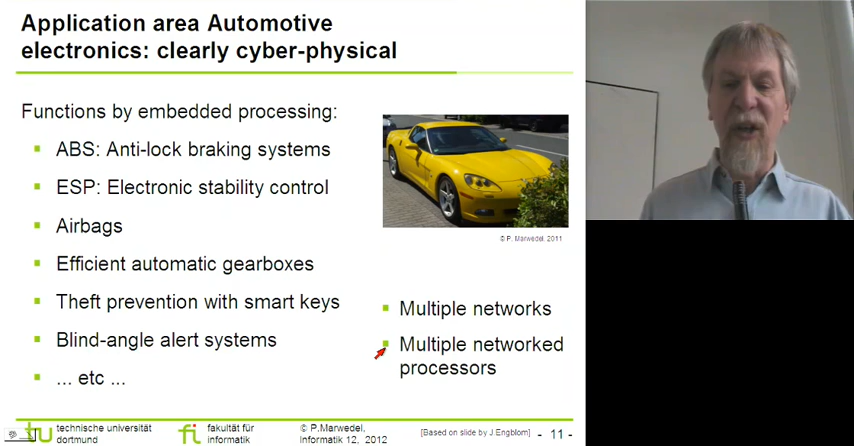 Application area Automotive
electronics: clearly cyber-physical
Functions by embedded processing:
ABS: Anti-lock braking systems
ESP: Electronic stability control
Airbags
Efficient automatic gearboxes
Theft prevention with smart keys
Blind-angle alert systems
... etc ...
© P. Marwedel, 2011
Multiple networks
Multiple networked
processors
tu
technische universität
dortmund
fi
fakultät für
informatik
© P.Marwedel,
Informatik 12, 2012
[Based on slide by J.Engblom]
- 11 -